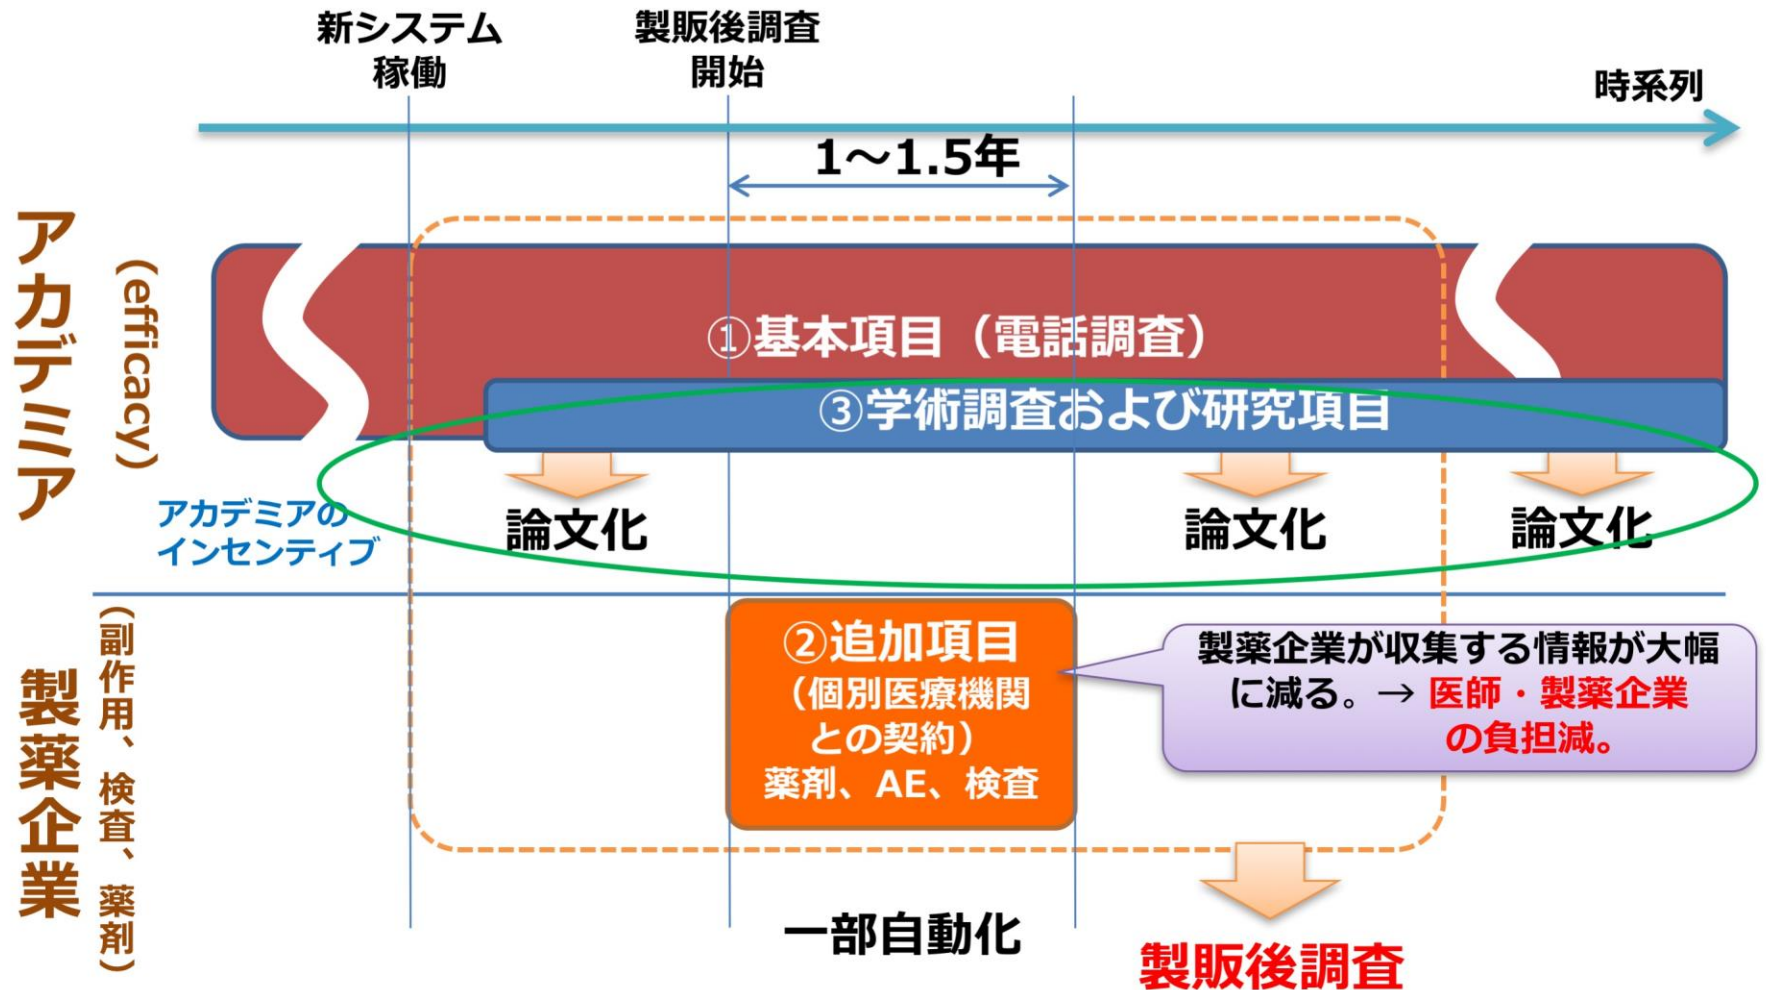 新システム
稼働
製販後調査
開始
時系列
1～1.5年
アカデミア
(efficacy)
①基本項目（電話調査）
③学術調査および研究項目
アカデミアの
インセンティブ
論文化
論文化
論文化
製薬企業
（副作用、検査、薬剤）
②追加項目
（個別医療機関
との契約）
薬剤、AE、検査
製薬企業が収集する情報が大幅
に減る。→ 医師・製薬企業
の負担減。
一部自動化
製販後調査